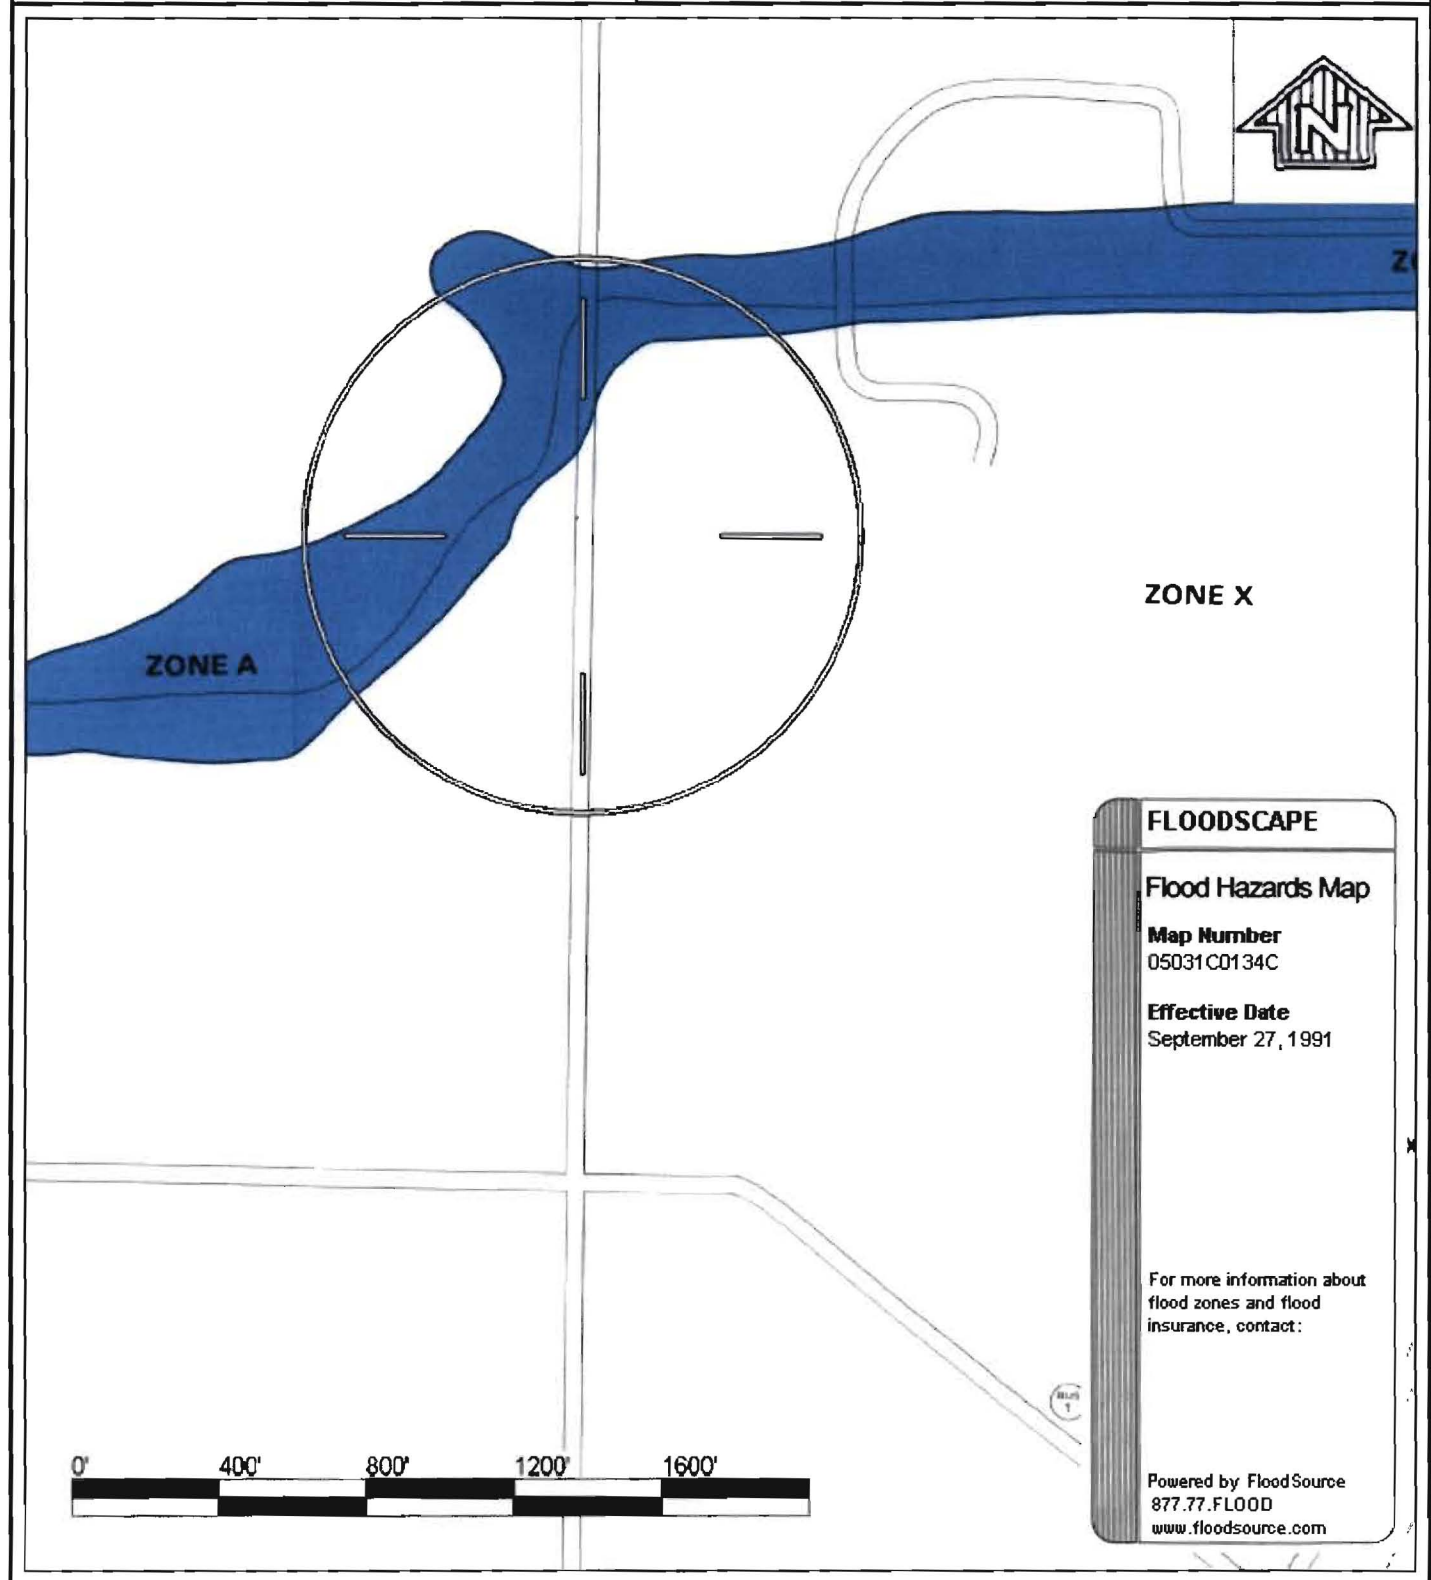 N
ZONE A
ZONE X
FLOODSCAPE
Flood Hazards Map
Map Number
05031C0134C
Effective Date
September 27, 1991
For more information about
flood zones and flood
insurance, contact:
Powered by FloodSource
877.77.FLOOD
www.floodsource.com
0' 400' 800' 1200' 1600'